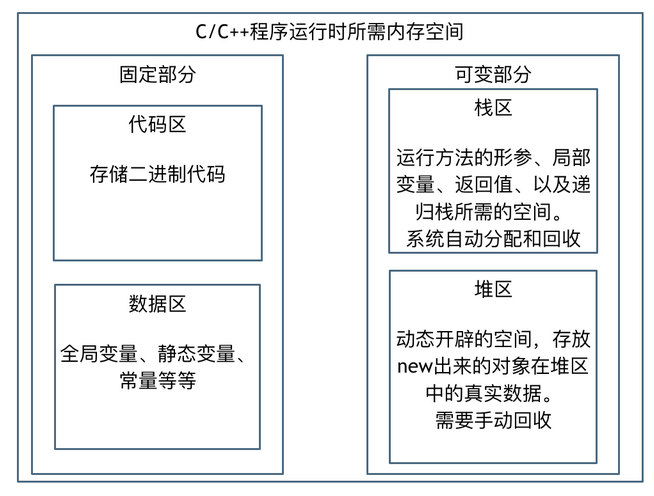 C/C++程序运行时所需内存空间
固定部分
代码区
存储二进制代码
数据区
全局变量、静态变量、
常量等等
可变部分
栈区
运行方法的形参、局部
变量、返回值、以及递
归栈所需的空间。
系统自动分配和回收
堆区
动态开辟的空间，存放
new出来的对象在堆区
中的真实数据。
需要手动回收